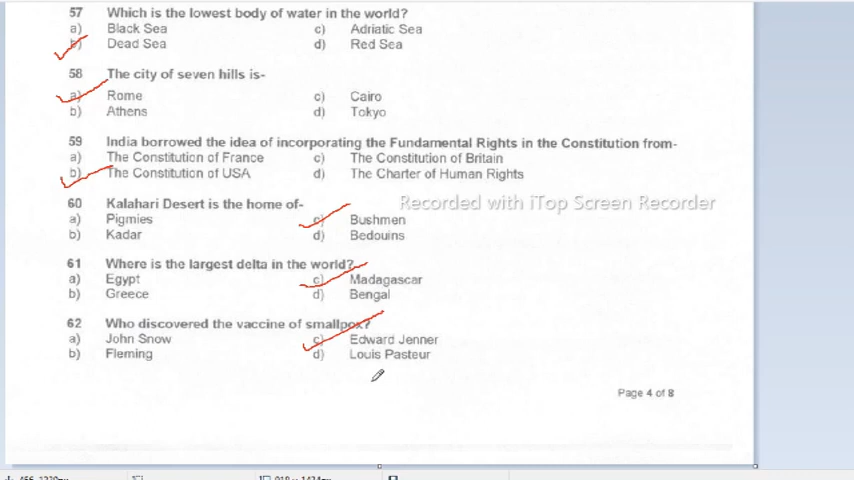 57 Which is the lowest body of water in the world?
a) Black Sea c) Adriatic Sea
b) Dead Sea d) Red Sea
58 The city of seven hills is-
a) Rome c) Cairo
b) Athens d) Tokyo
59 India borrowed the idea of incorporating the Fundamental Rights in the Constitution from-
a) The Constitution of France c) The Constitution of Britain
b) The Constitution of USA d) The Charter of Human Rights
60 Kalahari Desert is the home of-
Recorded with iTop Screen Recorder
a) Pigmies c) Bushmen
b) Kadar d) Bedouins
61 Where is the largest delta in the world?
a) Egypt c) Madagascar
b) Greece d) Bengal
62 Who discovered the vaccine of smallpox?
a) John Snow c) Edward Jenner
b) Fleming d) Louis Pasteur
Page 4 of 8